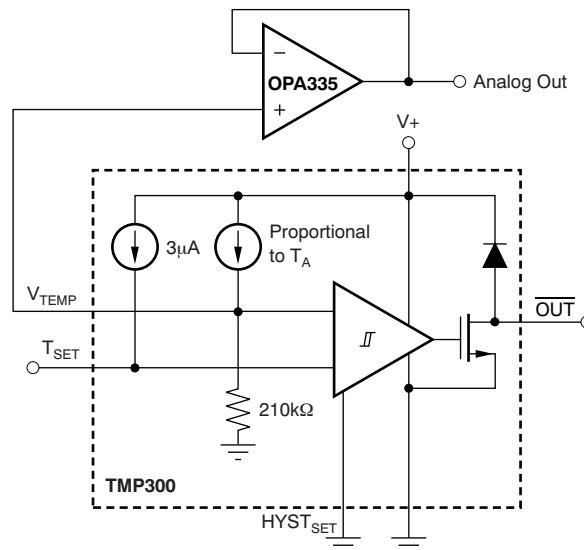 −
OPA335
+
Analog Out
V+
3μA
Proportional
to TA
VTEMP
TSET
OUT
210kΩ
TMP300
HYSTSET